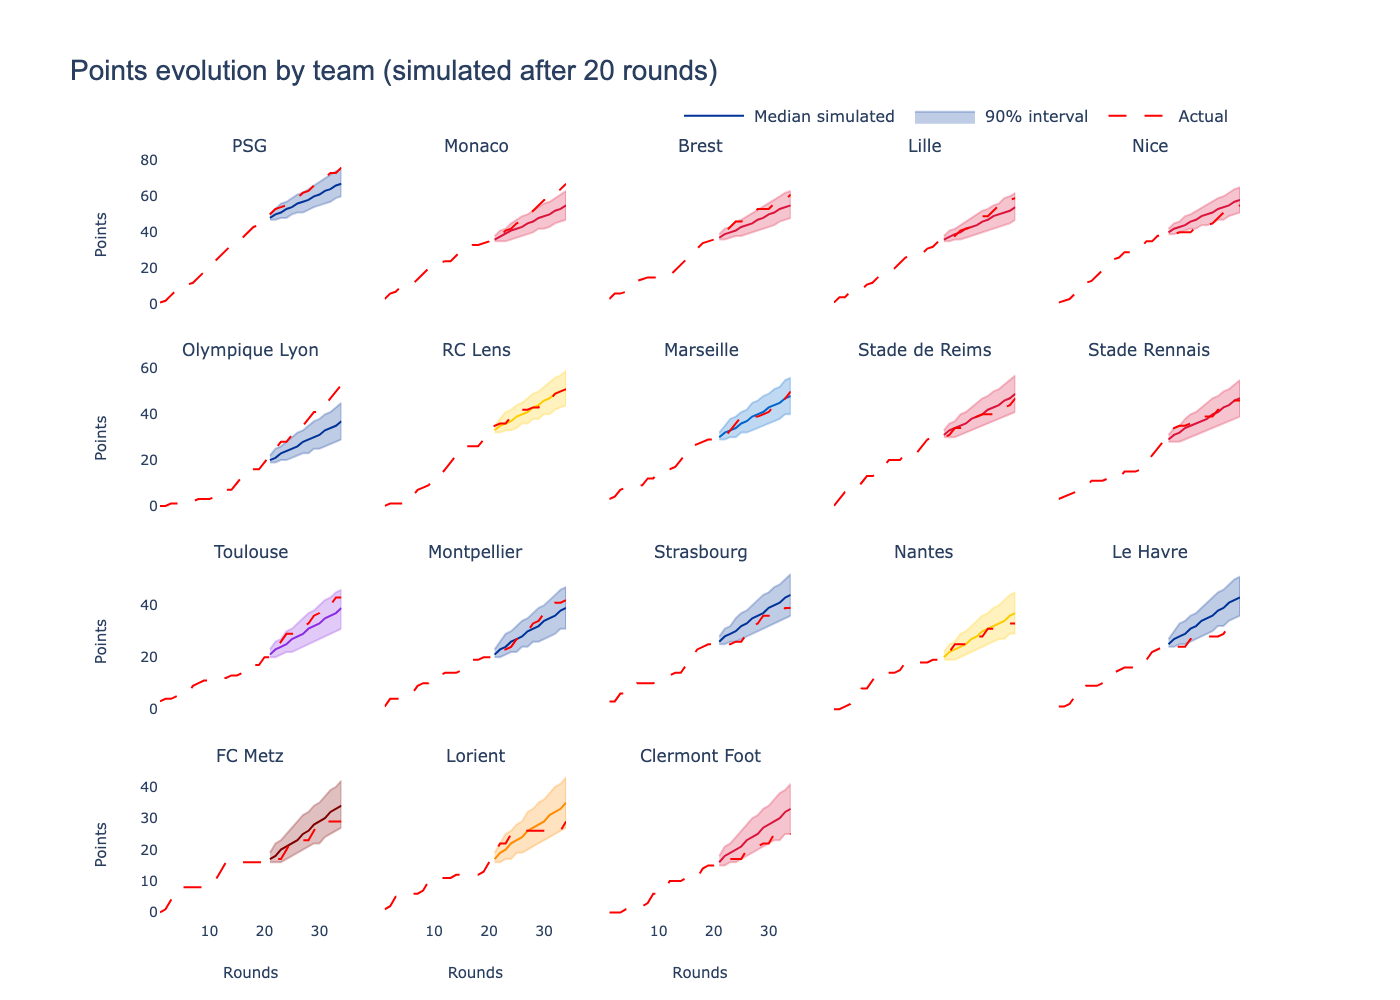 Points evolution by team (simulated after 20 rounds)
Median simulated 90% interval Actual
PSG Monaco Brest Lille Nice
80
60
40
20
0
Points
Olympique Lyon RC Lens Marseille Stade de Reims Stade Rennais
60
40
20
0
Points
Toulouse Montpellier Strasbourg Nantes Le Havre
40
20
0
Points
FC Metz Lorient Clermont Foot
40
30
20
10
0
Points
10 20 30 10 20 30 10 20 30
Rounds Rounds Rounds